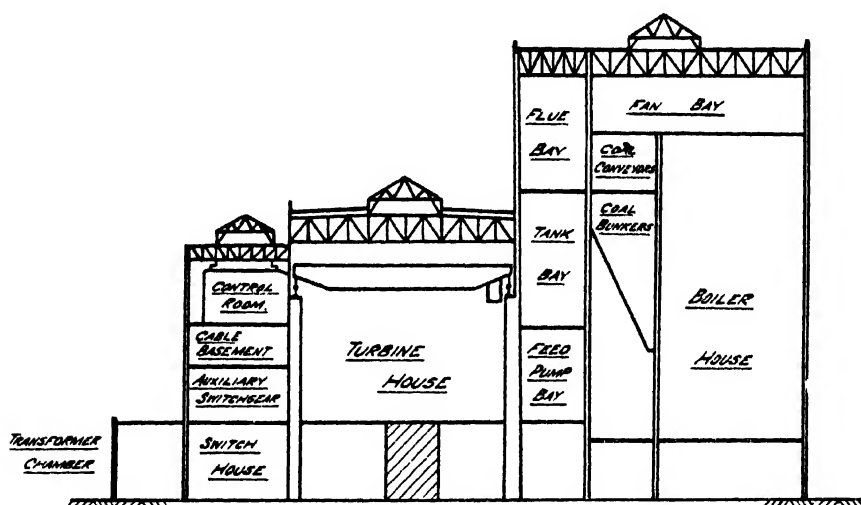 FLUE
BAY
FAN BAY
COAL
CONVEYORS
COAL
BUNKERS
TANK
BAY
CONTROL
ROOM,
CABLE
BASEMENT
AUXILIARY
SWITCHGEAR
TURBINE
HOUSE
FEED
PUMP
BAY
BOILER
HOUSE
TRANSFORMER
CHAMBER
SWITCH
HOUSE